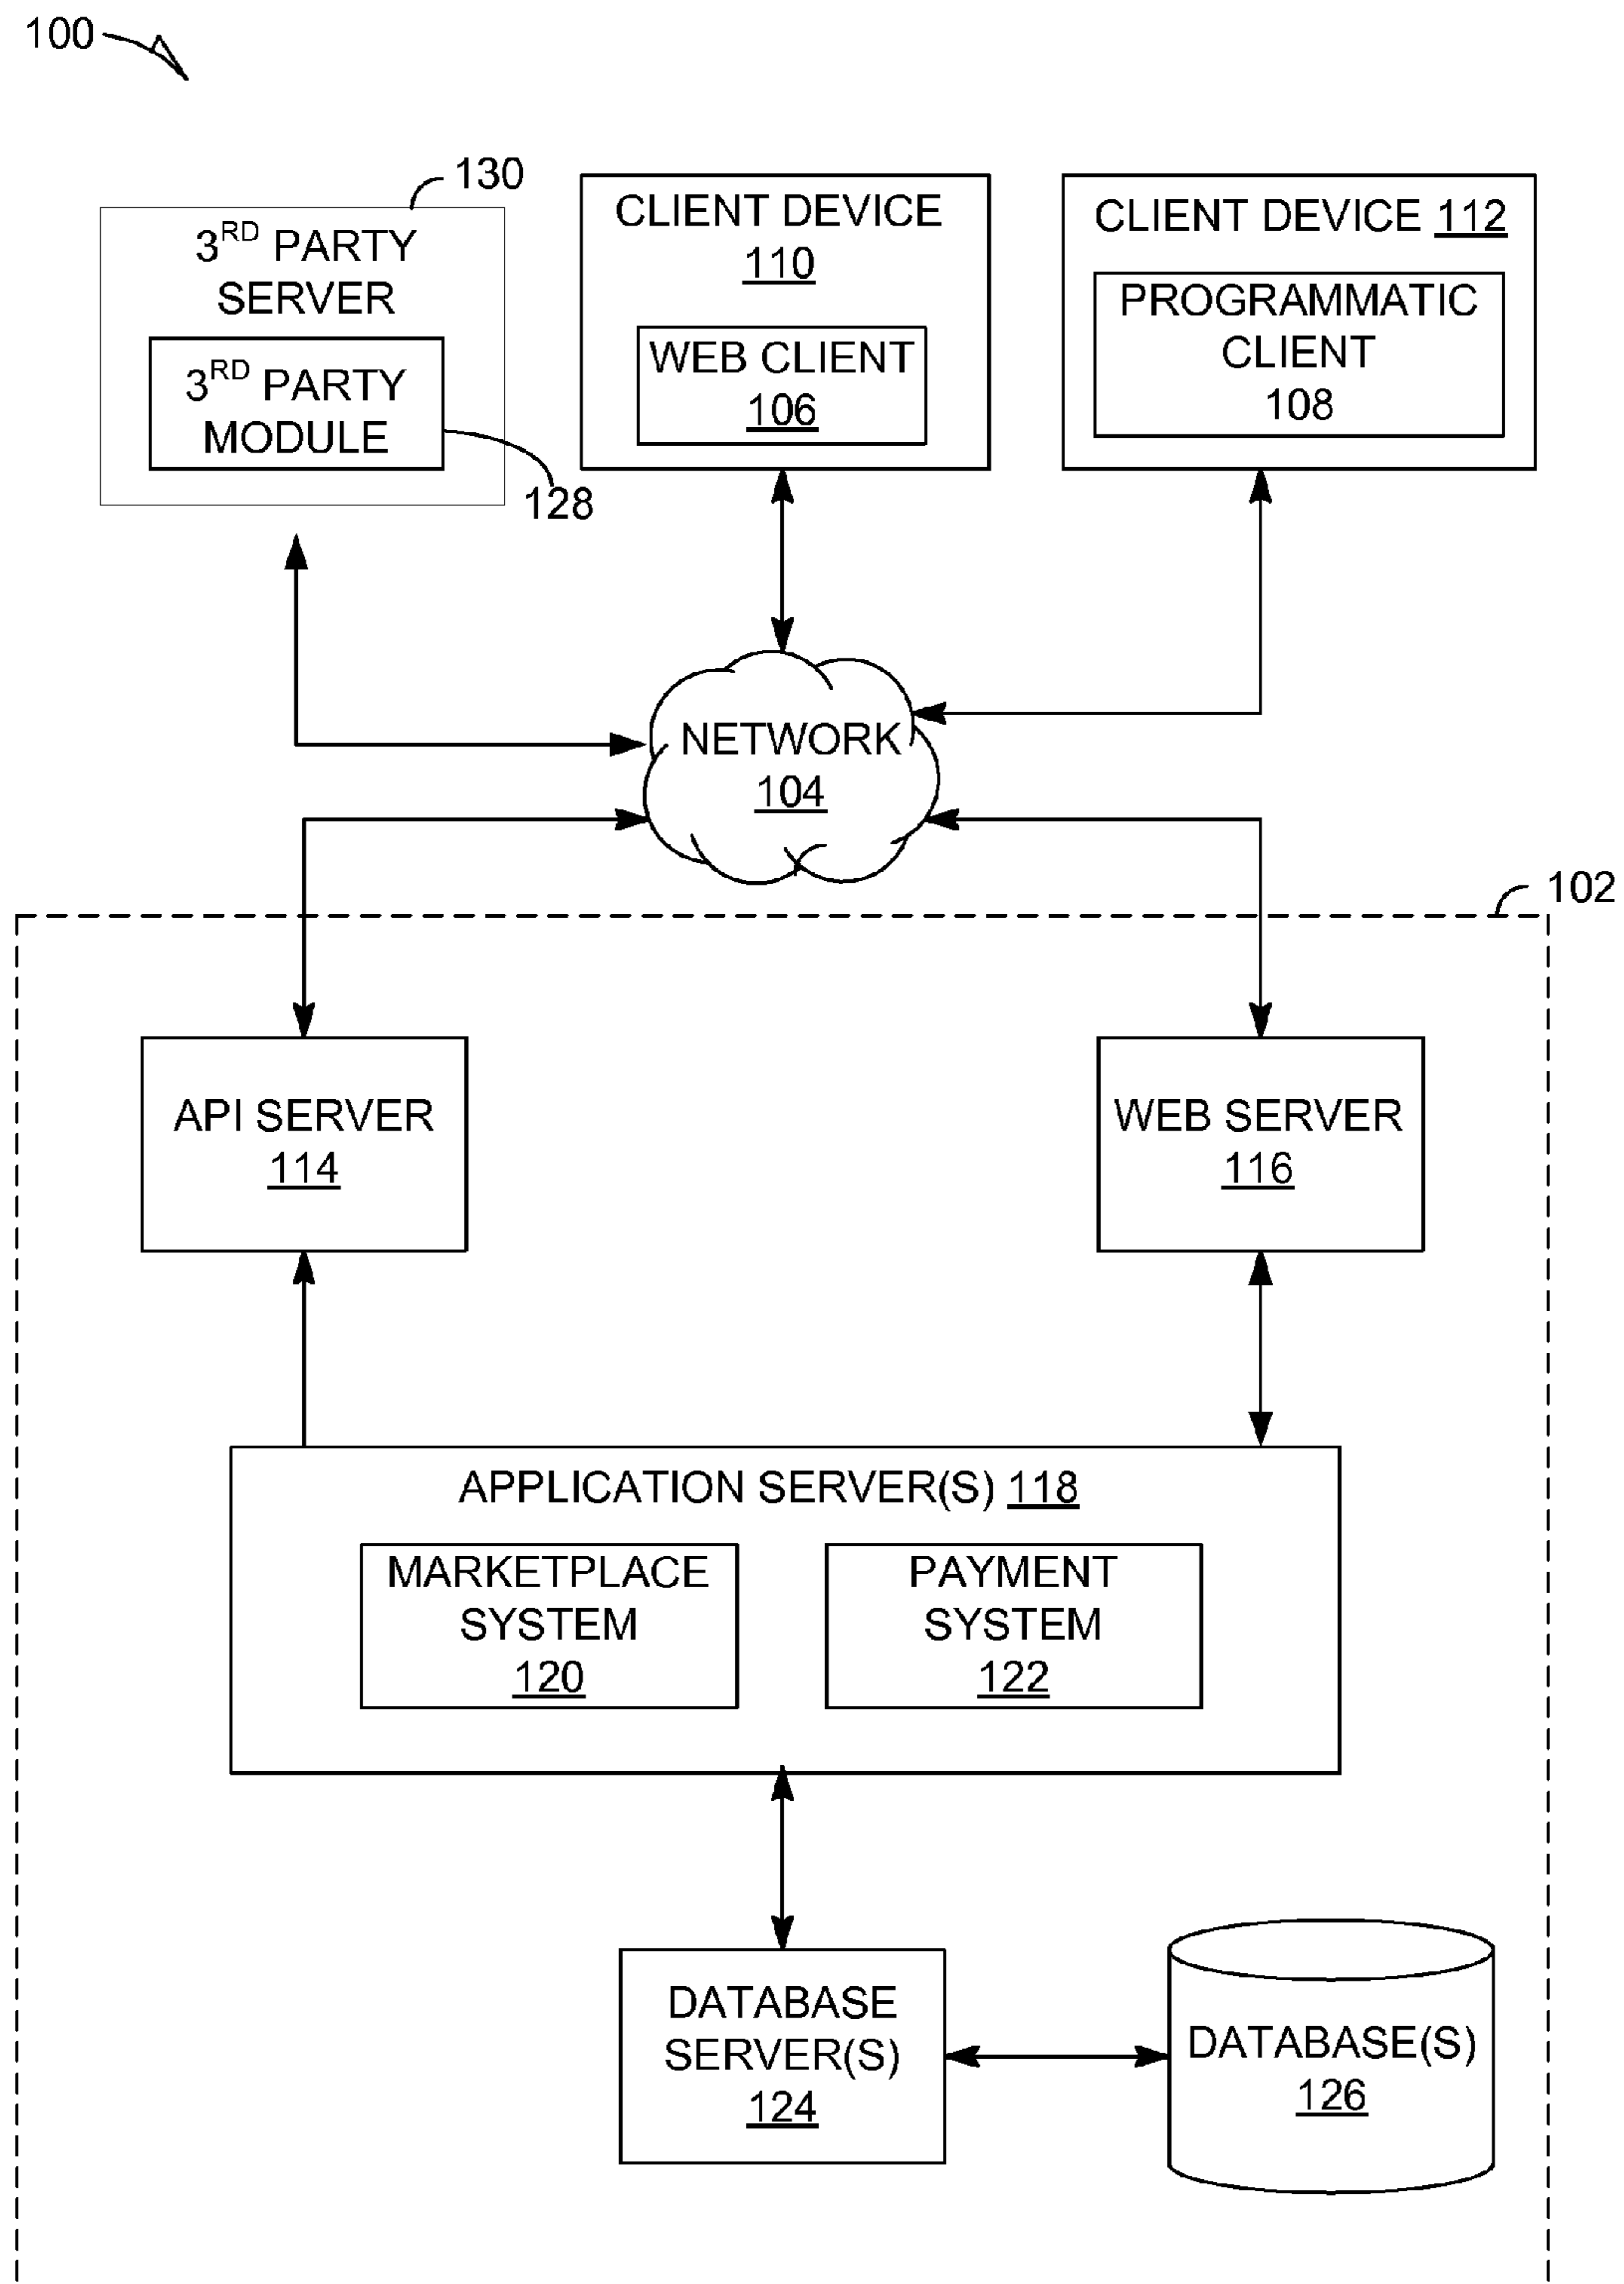 100
130
3RD PARTY
SERVER
3RD PARTY
MODULE
128
CLIENT DEVICE
110
WEB CLIENT
106
CLIENT DEVICE 112
PROGRAMMATIC
CLIENT
108
NETWORK
104
102
API SERVER
114
WEB SERVER
116
APPLICATION SERVER(S) 118
MARKETPLACE
SYSTEM
120
PAYMENT
SYSTEM
122
DATABASE
SERVER(S)
124
DATABASE(S)
126